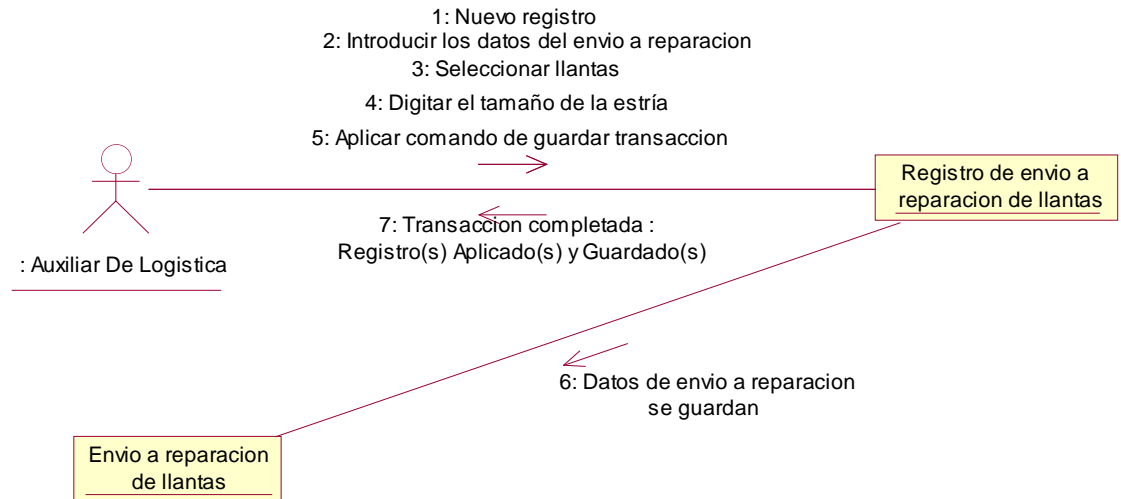 1: Nuevo registro
2: Introducir los datos del envio a reparacion
3: Seleccionar llantas
4: Digitar el tamaño de la estría
5: Aplicar comando de guardar transaccion
Registro de envio a
reparacion de llantas
7: Transaccion completada :
Registro(s) Aplicado(s) y Guardado(s)
: Auxiliar De Logistica
6: Datos de envio a reparacion
se guardan
Envio a reparacion
de llantas